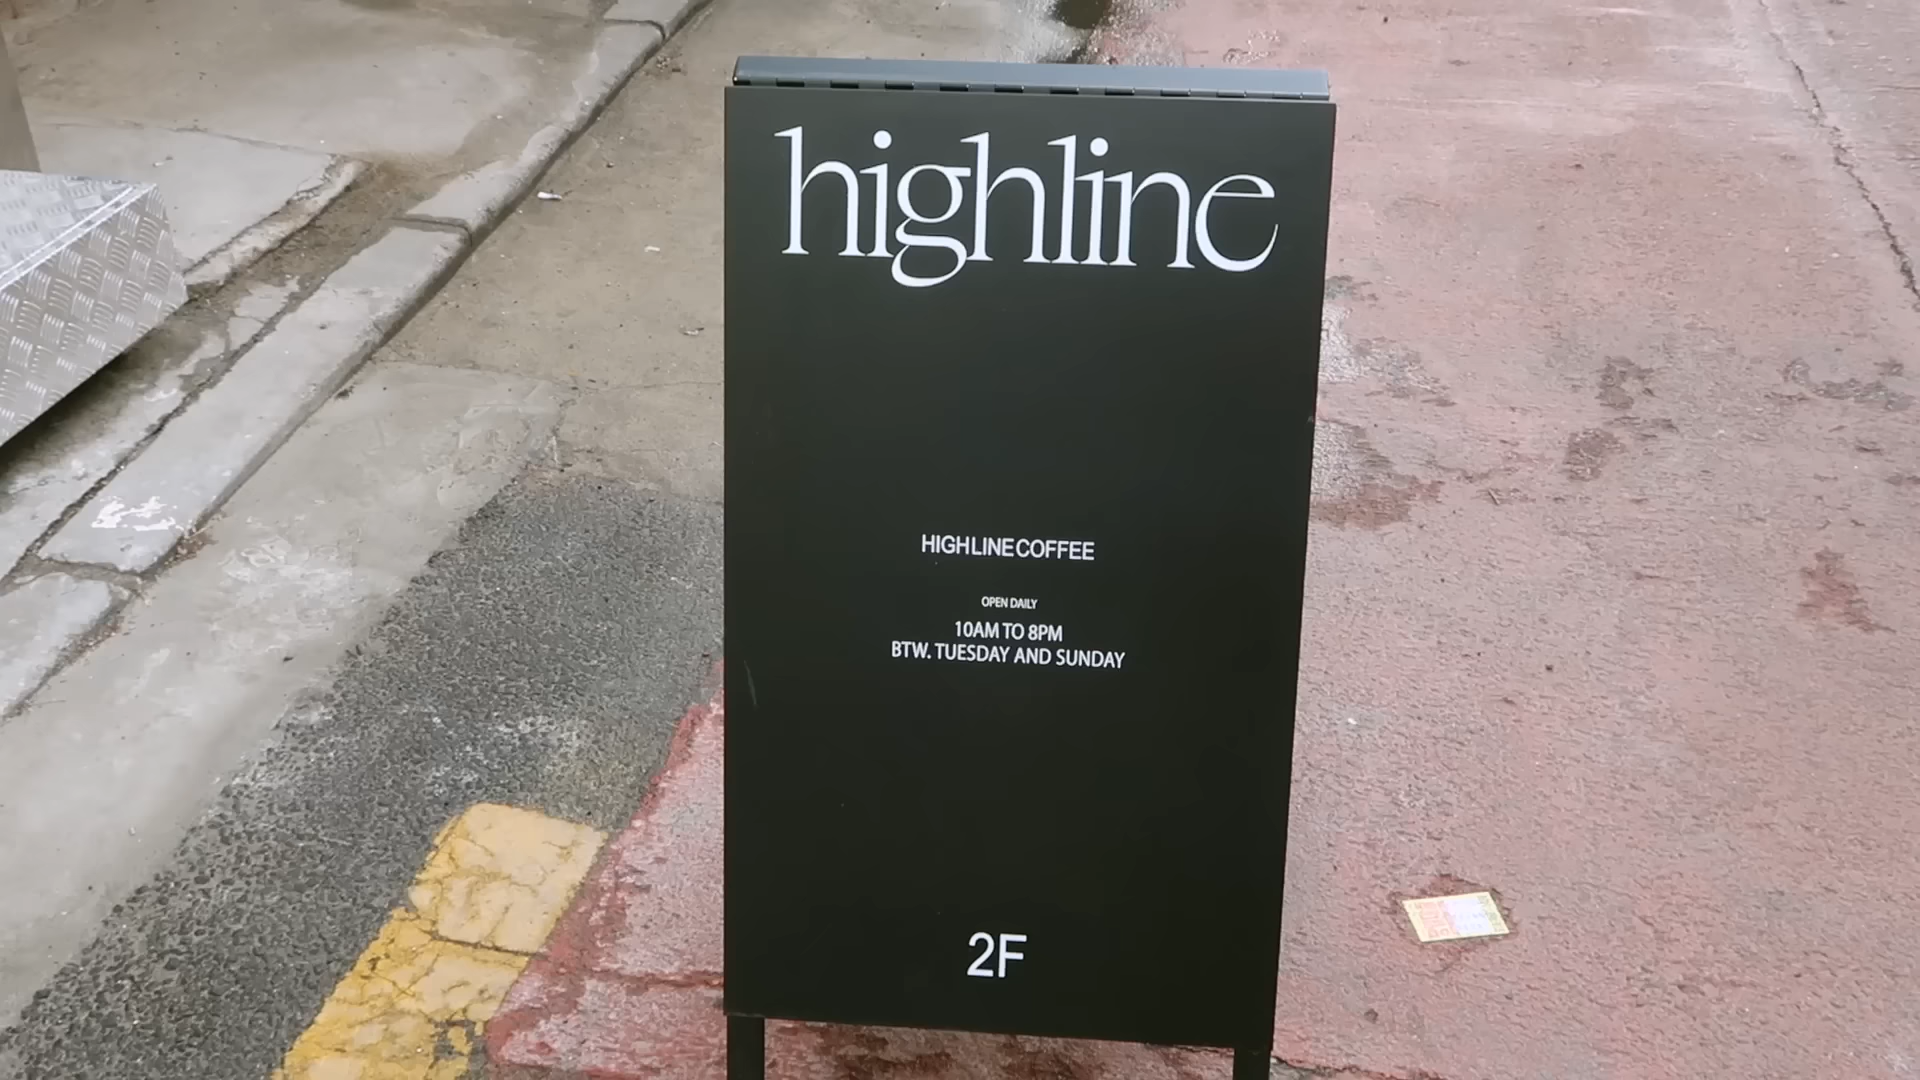 highline
HIGHLINE COFFEE
OPEN DAILY
10AM TO 8PM
BTW. TUESDAY AND SUNDAY
2F